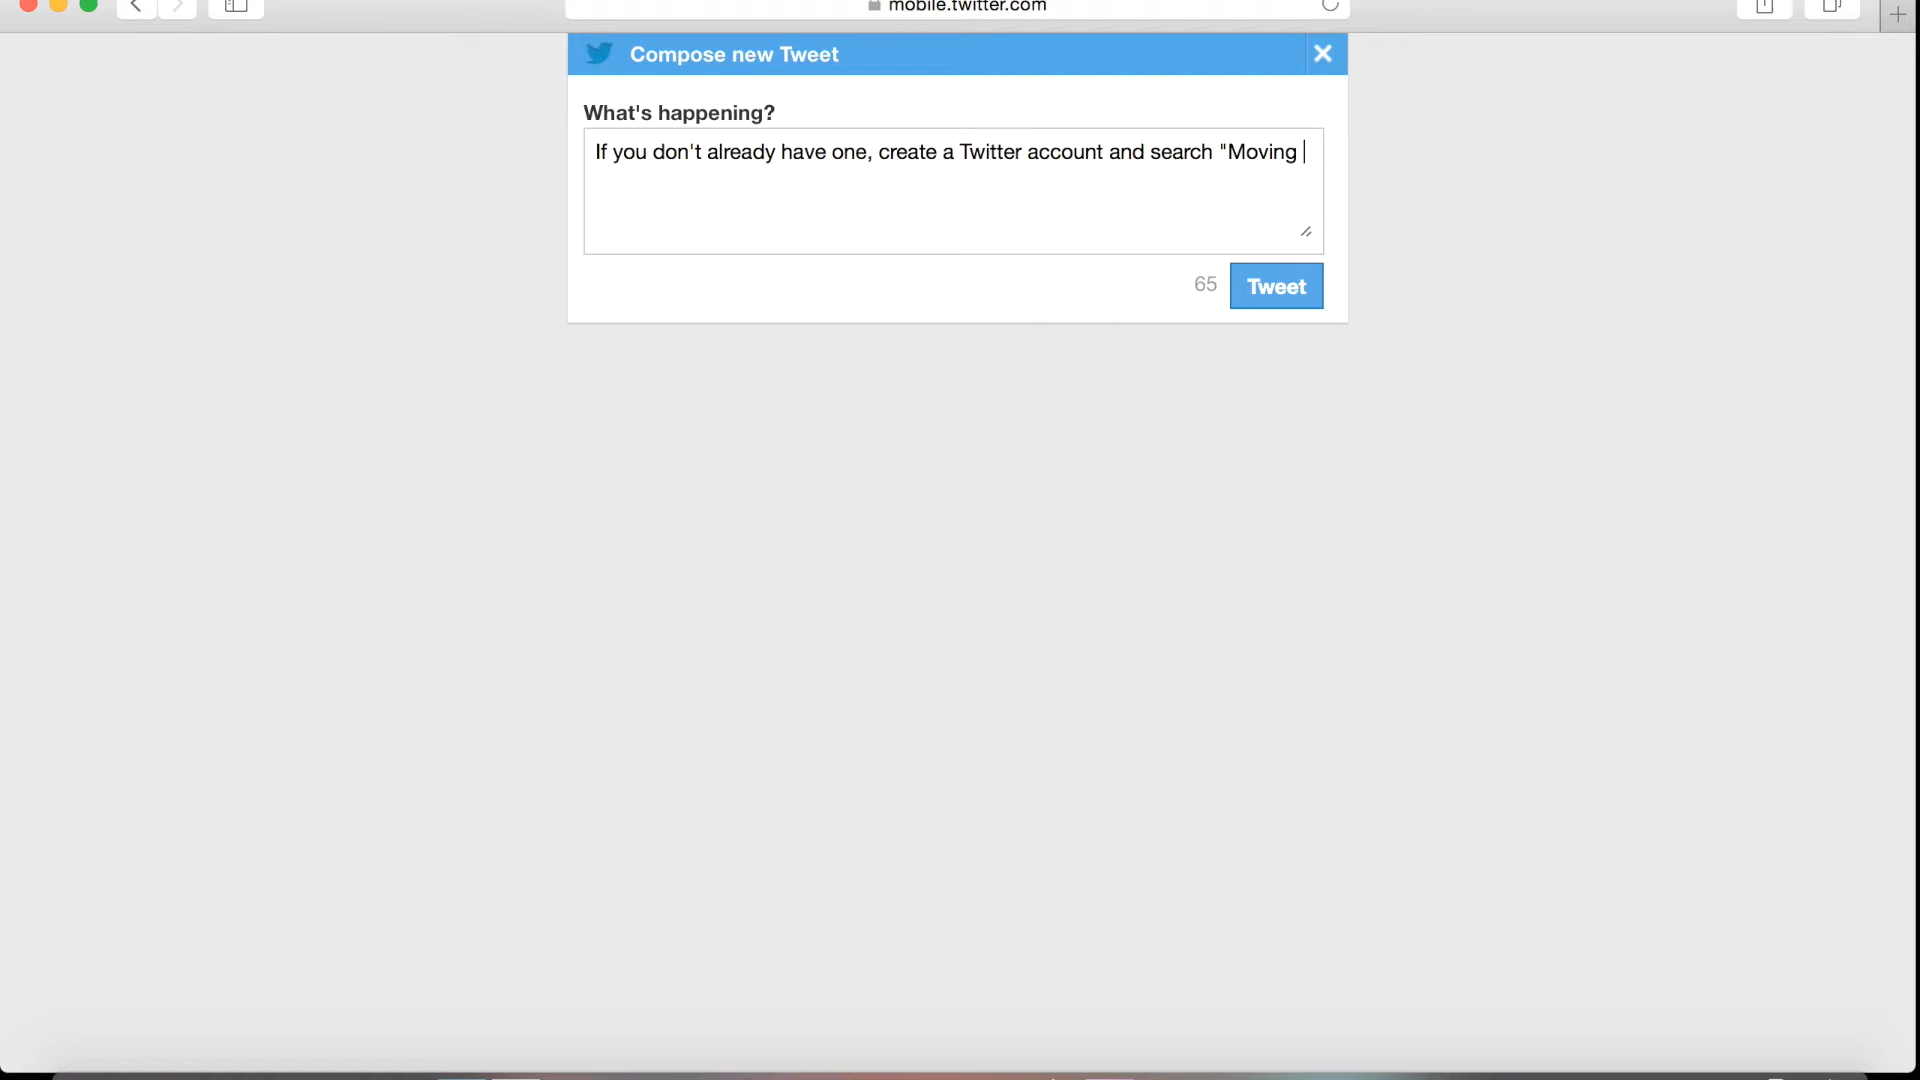 mobile.twitter.com
Compose new Tweet
What's happening?
If you don't already have one, create a Twitter account and search "Moving
65
Tweet